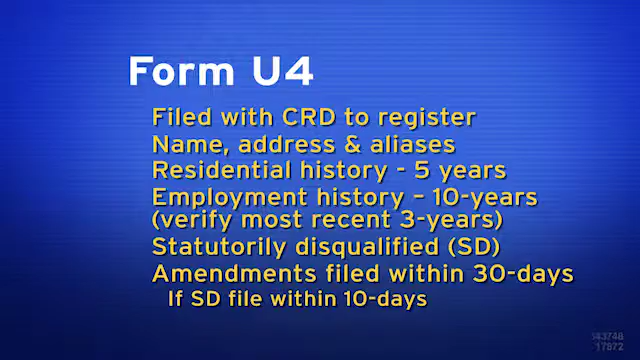 Form U4
Filed with CRD to register
Name, address & aliases
Residential history - 5 years
Employment history – 10-years
(verify most recent 3-years)
Statutorily disqualified (SD)
Amendments filed within 30-days
If SD file within 10-days
17872